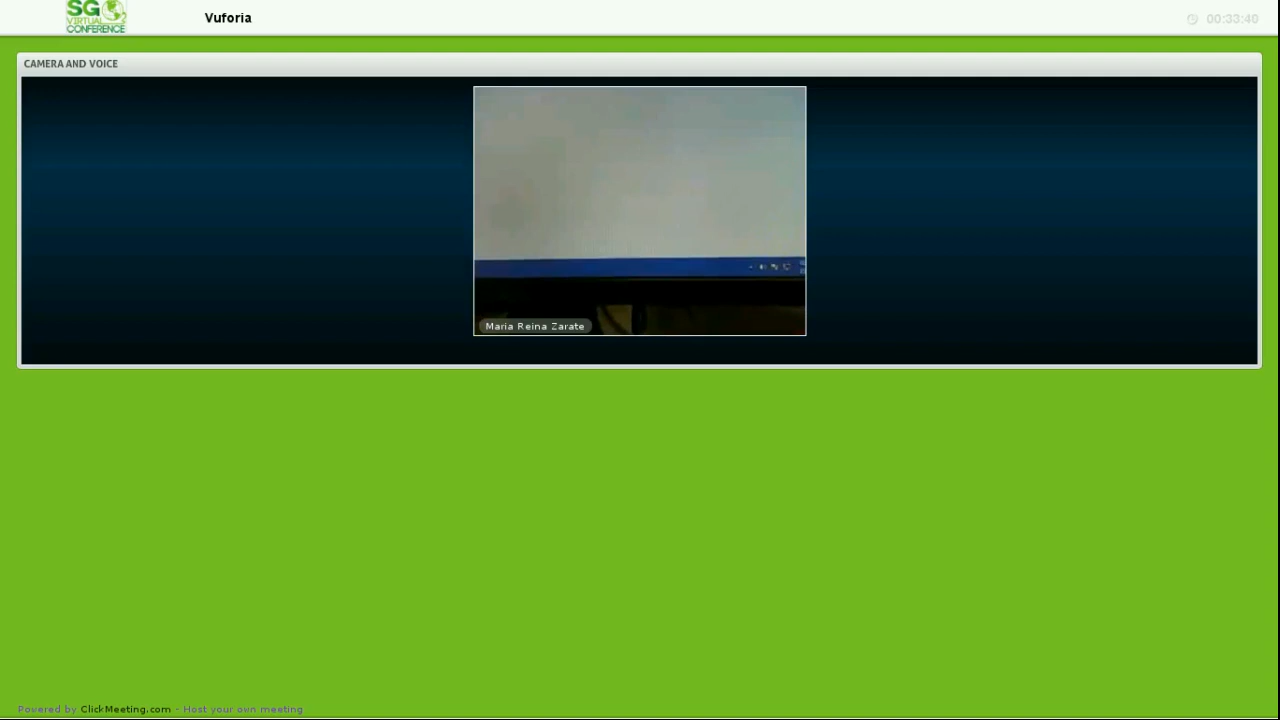 SG
VIRTUAL
CONFERENCE
Vuforia
00:33:40
CAMERA AND VOICE
Maria Reina Zarate
Powered by ClickMeeting.com - Host your own meeting